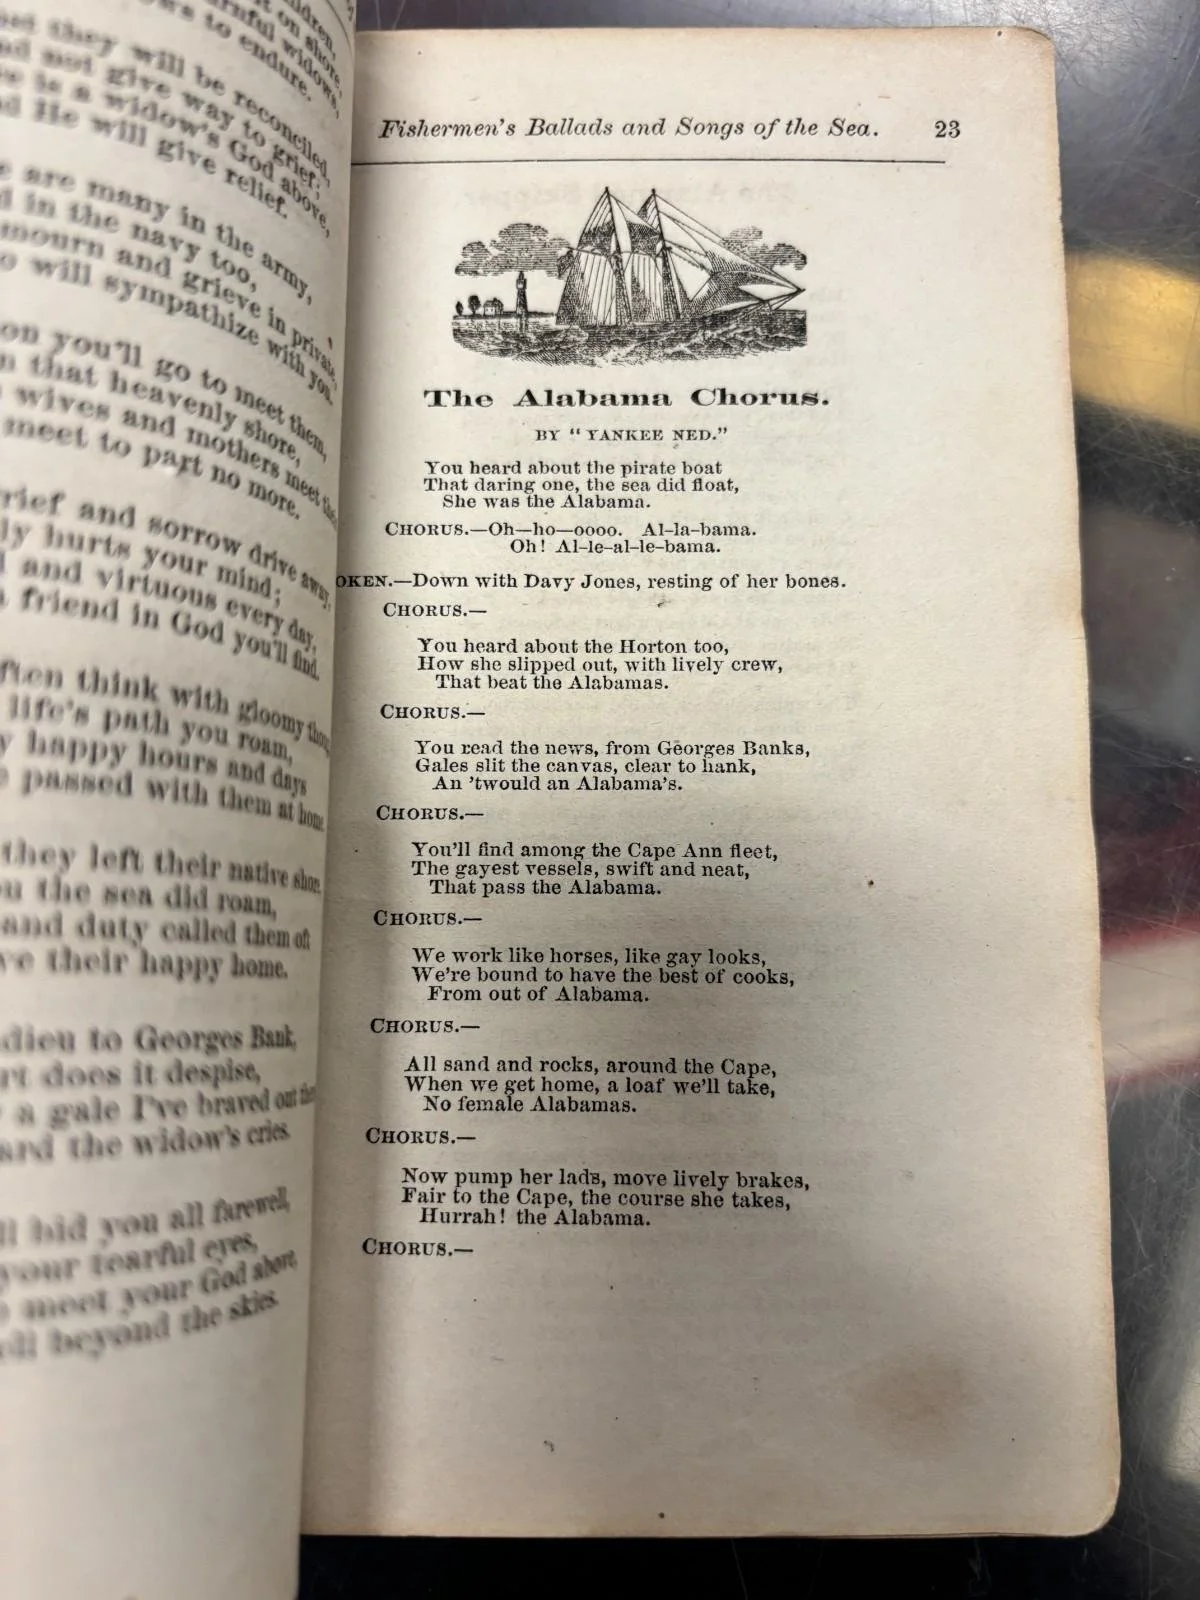 children,
on shore,
mournful widows,
to endure.
they will be reconciled,
not give way to grief;
is a widow's God above,
He will give relief.
are many in the army,
in the navy too,
mourn and grieve in private,
will sympathize with you.
you'll go to meet them,
that heavenly shore,
wives and mothers meet
meet to part no more.
grief and sorrow drive away,
hurts your mind;
and virtuous every day,
friend in God you'll find.
think with gloomy
life's path you roam,
happy hours and days
passed with them at home
they left their native shore
the sea did roam,
and duty called them off
their happy home.
to Georges Bank,
does it despise,
a gale I've braved out
the widow's cries.
bid you all farewell,
your tearful eyes,
meet your God above,
beyond the skies.
Fishermen's Ballads and Songs of the Sea. 23
The Alabama Chorus.
BY "YANKEE NED."
You heard about the pirate boat
That daring one, the sea did float,
She was the Alabama.
CHORUS.—Oh—ho—oooo. Al-la-bama.
Oh! Al-le-al-le-bama.
OKEN.—Down with Davy Jones, resting of her bones.
CHORUS.—
You heard about the Horton too,
How she slipped out, with lively crew,
That beat the Alabamas.
CHORUS.—
You read the news, from Georges Banks,
Gales slit the canvas, clear to hank,
An 'twould an Alabama's.
CHORUS.—
You'll find among the Cape Ann fleet,
The gayest vessels, swift and neat,
That pass the Alabama.
CHORUS.—
We work like horses, like gay looks,
We're bound to have the best of cooks,
From out of Alabama.
CHORUS.—
All sand and rocks, around the Cape,
When we get home, a loaf we'll take,
No female Alabamas.
CHORUS.—
Now pump her lads, move lively brakes,
Fair to the Cape, the course she takes,
Hurrah! the Alabama.
CHORUS.—